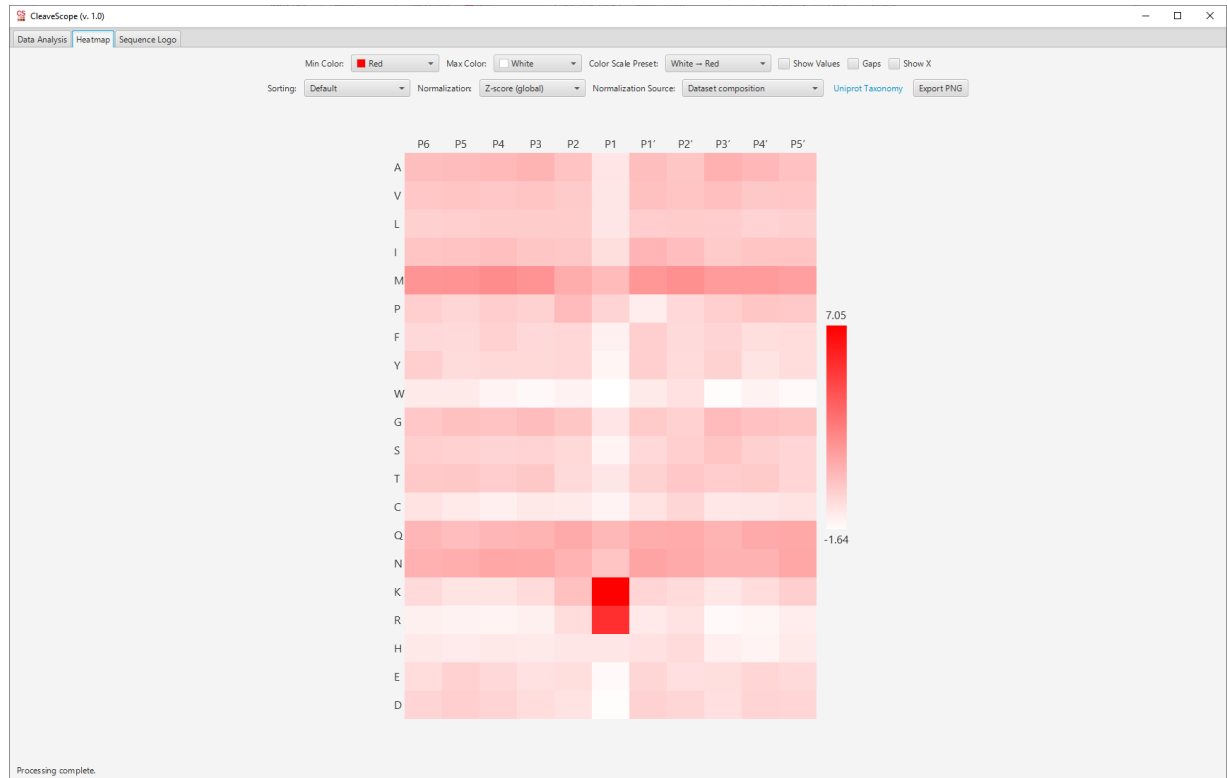 CS CleaveScope (v. 1.0)
Data Analysis Heatmap Sequence Logo
Min Color: Red Max Color: White Color Scale Preset: White → Red Show Values Gaps Show X
Sorting: Default Normalization: Z-score (global) Normalization Source: Dataset composition Uniprot Taxonomy Export PNG
P6 P5 P4 P3 P2 P1 P1′ P2′ P3′ P4′ P5′
A
V
L
I
M
P
7.05
F
Y
W
G
S
T
C
Q
-1.64
N
K
R
H
E
D
Processing complete.